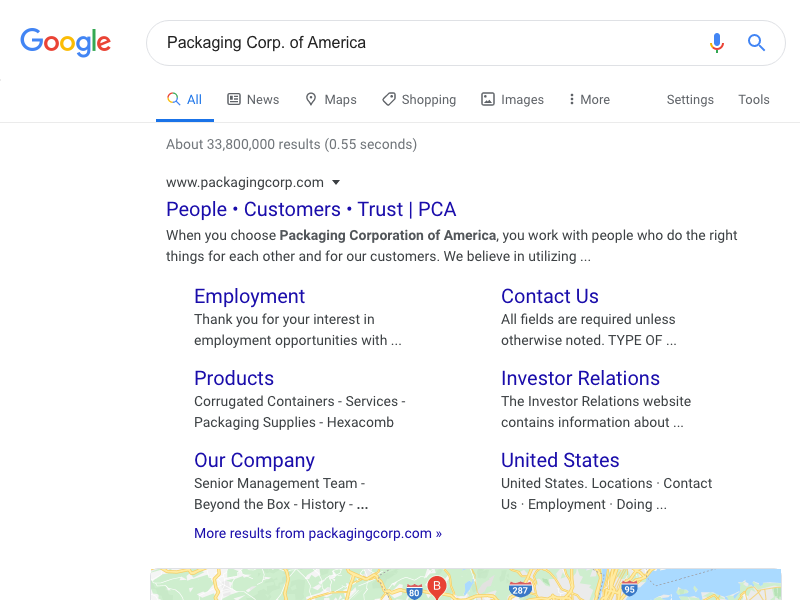 Google
Packaging Corp. of America
All News Maps Shopping Images More Settings Tools
About 33,800,000 results (0.55 seconds)
www.packagingcorp.com
People • Customers • Trust | PCA
When you choose Packaging Corporation of America, you work with people who do the right
things for each other and for our customers. We believe in utilizing ...
Employment
Thank you for your interest in
employment opportunities with ...
Contact Us
All fields are required unless
otherwise noted. TYPE OF ...
Products
Corrugated Containers - Services -
Packaging Supplies - Hexacomb
Investor Relations
The Investor Relations website
contains information about ...
Our Company
Senior Management Team -
Beyond the Box - History - ...
United States
United States. Locations · Contact
Us · Employment · Doing ...
More results from packagingcorp.com »
80 B 287 95